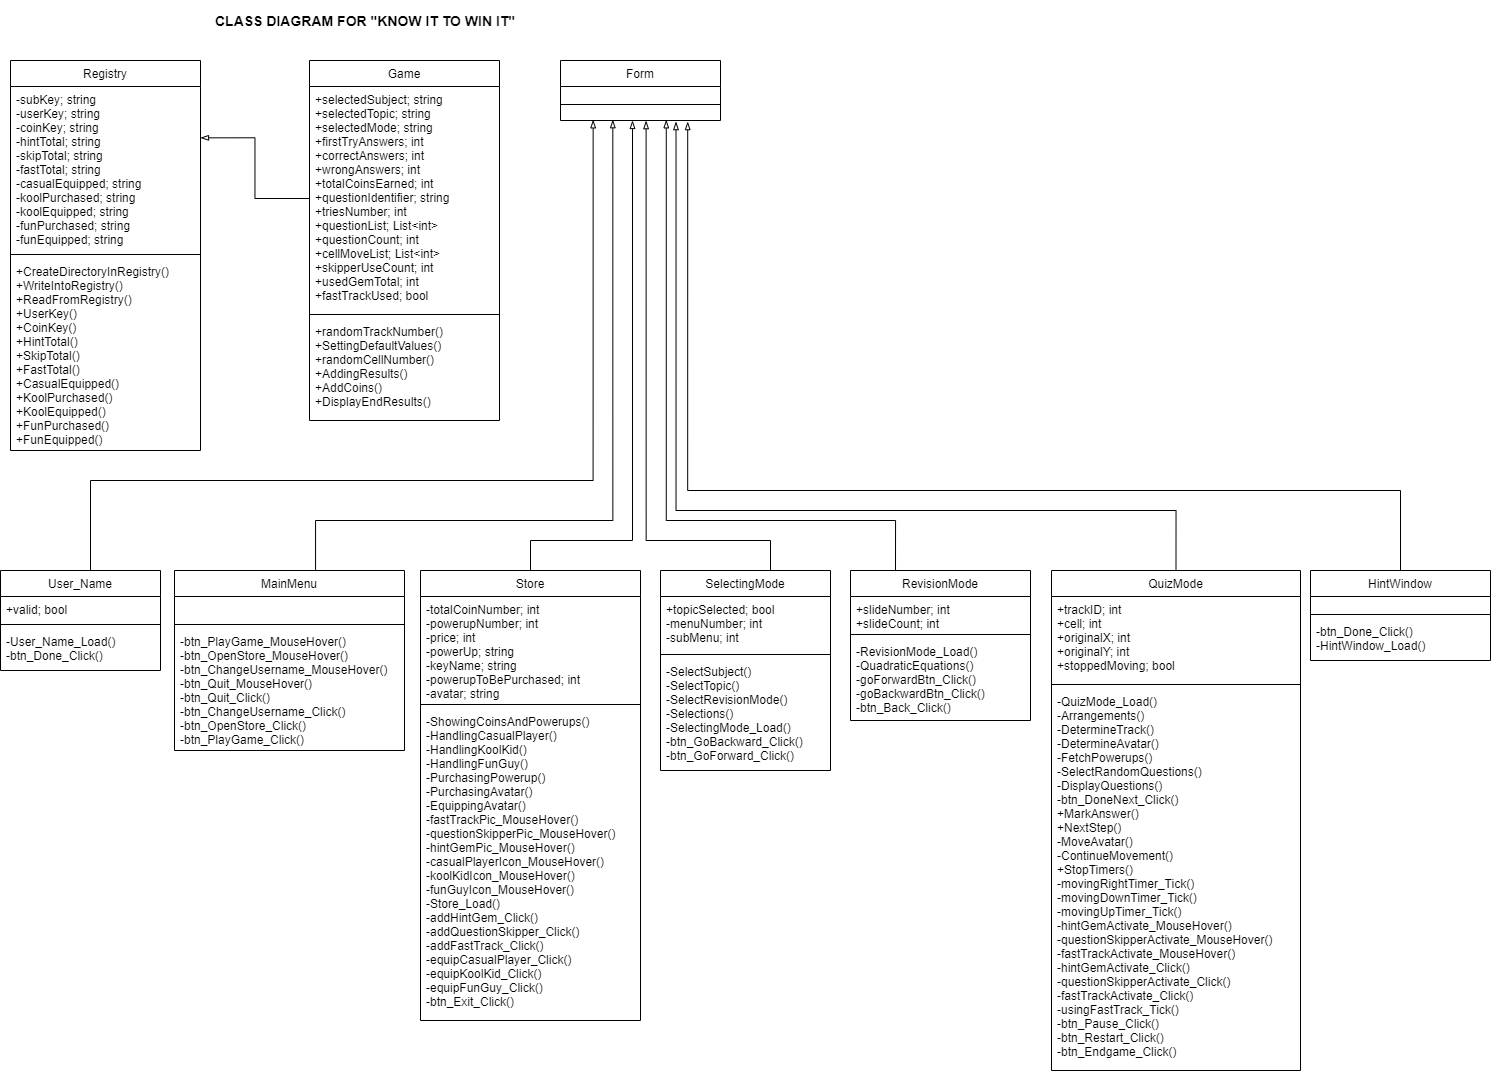 CLASS DIAGRAM FOR "KNOW IT TO WIN IT"
Registry
-subKey; string
-userKey; string
-coinKey; string
-hintTotal; string
-skipTotal; string
-fastTotal; string
-casualEquipped; string
-koolPurchased; string
-koolEquipped; string
-funPurchased; string
-funEquipped; string
+CreateDirectoryInRegistry()
+WriteIntoRegistry()
+ReadFromRegistry()
+UserKey()
+CoinKey()
+HintTotal()
+SkipTotal()
+FastTotal()
+CasualEquipped()
+KoolPurchased()
+KoolEquipped()
+FunPurchased()
+FunEquipped()
Game
+selectedSubject; string
+selectedTopic; string
+selectedMode; string
+firstTryAnswers; int
+correctAnswers; int
+wrongAnswers; int
+totalCoinsEarned; int
+questionIdentifier; string
+triesNumber; int
+questionList; List<int>
+questionCount; int
+cellMoveList; List<int>
+skipperUseCount; int
+usedGemTotal; int
+fastTrackUsed; bool
+randomTrackNumber()
+SettingDefaultValues()
+randomCellNumber()
+AddingResults()
+AddCoins()
+DisplayEndResults()
Form
User_Name
+valid; bool
-User_Name_Load()
-btn_Done_Click()
MainMenu
-btn_PlayGame_MouseHover()
-btn_OpenStore_MouseHover()
-btn_ChangeUsername_MouseHover()
-btn_Quit_MouseHover()
-btn_Quit_Click()
-btn_ChangeUsername_Click()
-btn_OpenStore_Click()
-btn_PlayGame_Click()
Store
-totalCoinNumber; int
-powerupNumber; int
-price; int
-powerUp; string
-keyName; string
-powerupToBePurchased; int
-avatar; string
-ShowingCoinsAndPowerups()
-HandlingCasualPlayer()
-HandlingKoolKid()
-HandlingFunGuy()
-PurchasingPowerup()
-PurchasingAvatar()
-EquippingAvatar()
-fastTrackPic_MouseHover()
-questionSkipperPic_MouseHover()
-hintGemPic_MouseHover()
-casualPlayerIcon_MouseHover()
-koolKidIcon_MouseHover()
-funGuyIcon_MouseHover()
-Store_Load()
-addHintGem_Click()
-addQuestionSkipper_Click()
-addFastTrack_Click()
-equipCasualPlayer_Click()
-equipKoolKid_Click()
-equipFunGuy_Click()
-btn_Exit_Click()
SelectingMode
+topicSelected; bool
-menuNumber; int
-subMenu; int
-SelectSubject()
-SelectTopic()
-SelectRevisionMode()
-Selections()
-SelectingMode_Load()
-btn_GoBackward_Click()
-btn_GoForward_Click()
RevisionMode
+slideNumber; int
+slideCount; int
-RevisionMode_Load()
-QuadraticEquations()
-goForwardBtn_Click()
-goBackwardBtn_Click()
-btn_Back_Click()
QuizMode
+trackID; int
+cell; int
+originalX; int
+originalY; int
+stoppedMoving; bool
-QuizMode_Load()
-Arrangements()
-DetermineTrack()
-DetermineAvatar()
-FetchPowerups()
-SelectRandomQuestions()
-DisplayQuestions()
-btn_DoneNext_Click()
+MarkAnswer()
+NextStep()
-MoveAvatar()
-ContinueMovement()
+StopTimers()
-movingRightTimer_Tick()
-movingDownTimer_Tick()
-movingUpTimer_Tick()
-hintGemActivate_MouseHover()
-questionSkipperActivate_MouseHover()
-fastTrackActivate_MouseHover()
-hintGemActivate_Click()
-questionSkipperActivate_Click()
-fastTrackActivate_Click()
-usingFastTrack_Tick()
-btn_Pause_Click()
-btn_Restart_Click()
-btn_Endgame_Click()
HintWindow
-btn_Done_Click()
-HintWindow_Load()